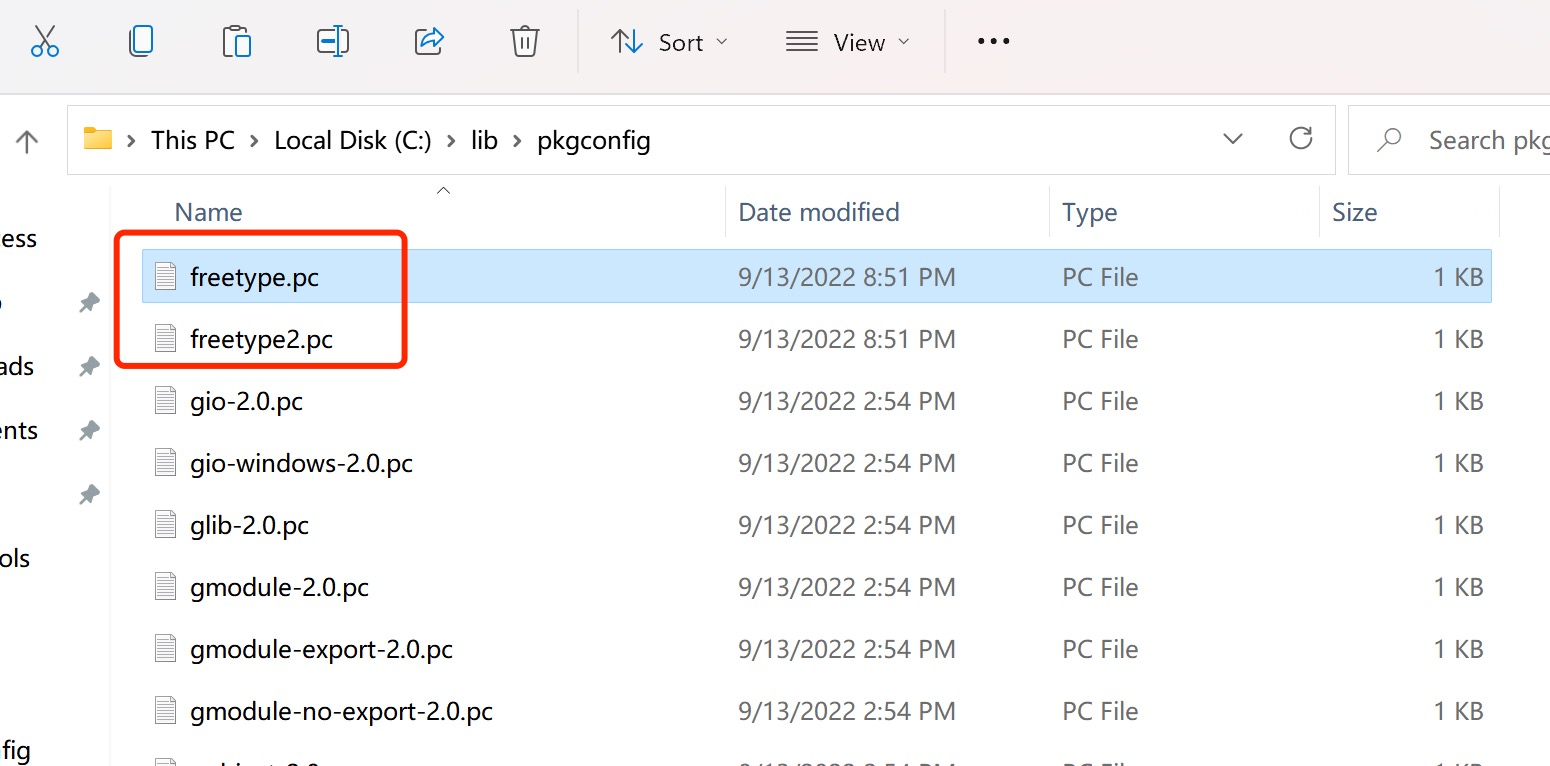 Sort View
This PC Local Disk (C:) lib pkgconfig Search pkg
Name Date modified Type Size
ess
freetype.pc 9/13/2022 8:51 PM PC File 1 KB
freetype2.pc 9/13/2022 8:51 PM PC File 1 KB
ads
gio-2.0.pc 9/13/2022 2:54 PM PC File 1 KB
ents
gio-windows-2.0.pc 9/13/2022 2:54 PM PC File 1 KB
glib-2.0.pc 9/13/2022 2:54 PM PC File 1 KB
ols
gmodule-2.0.pc 9/13/2022 2:54 PM PC File 1 KB
gmodule-export-2.0.pc 9/13/2022 2:54 PM PC File 1 KB
gmodule-no-export-2.0.pc 9/13/2022 2:54 PM PC File 1 KB
fig